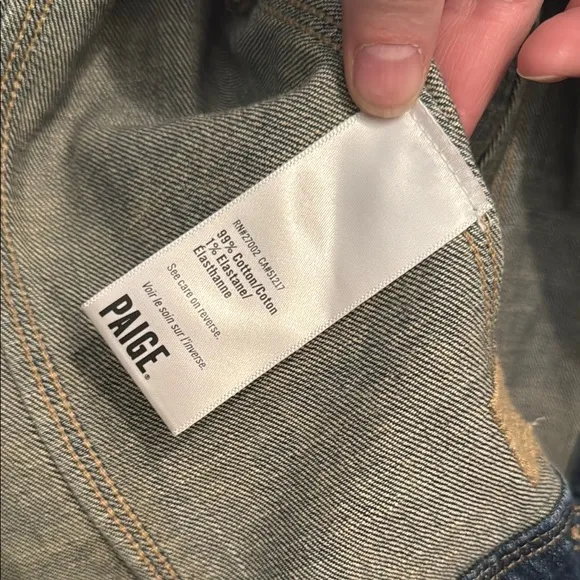 RN#27002 CA#51217
99% Cotton/Coton
1% Elastane/
Élasthanne
See care on reverse.
Voir le soin sur l'inverse.
PAIGE.